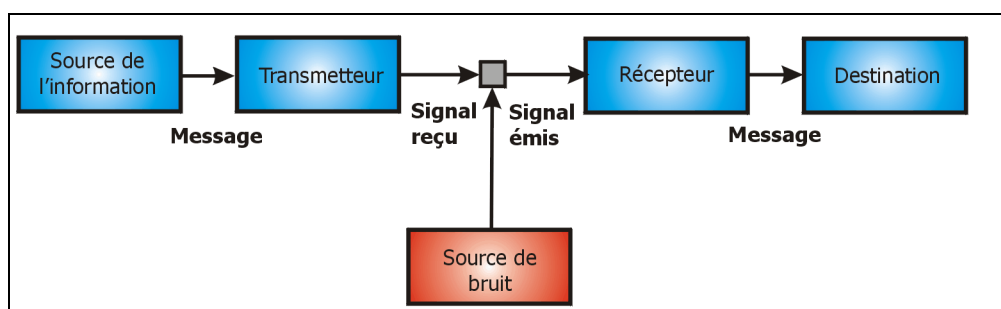 Source de
l'information
Transmetteur
Récepteur
Destination
Message
Signal
reçu
Signal
émis
Message
Source de
bruit